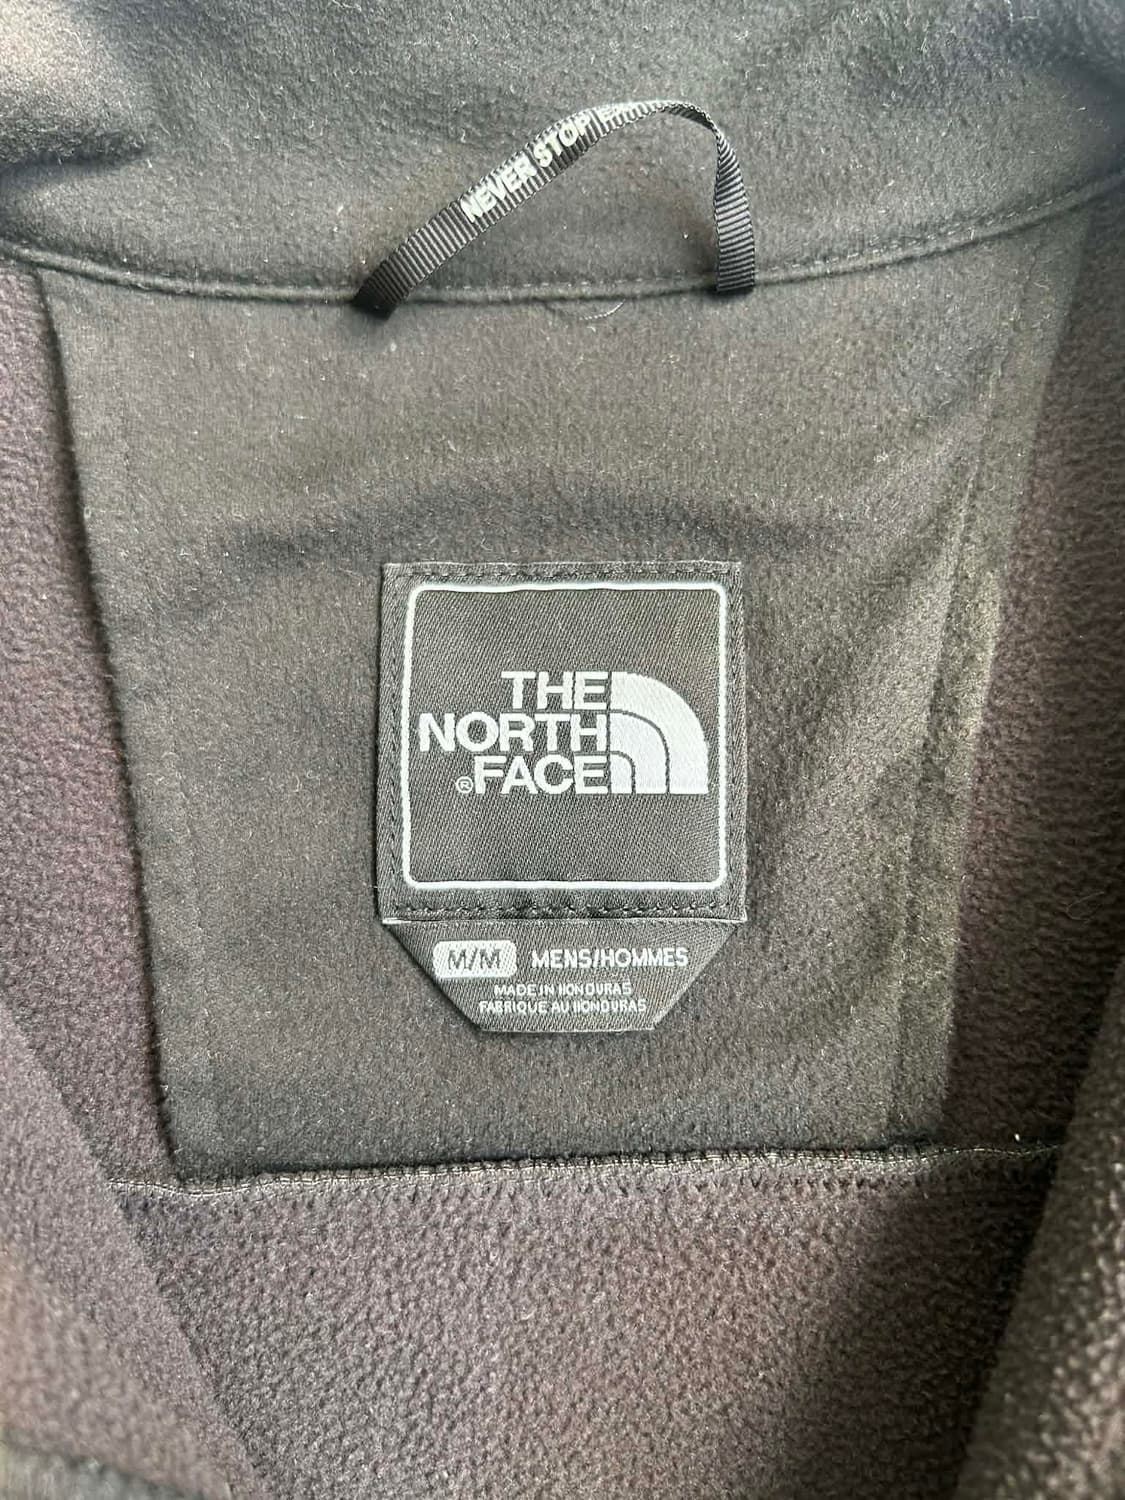 NEVER STOP
THE
NORTH
®FACE
M/M MENS/HOMMES
MADE IN HONDURAS
FABRIQUE AU HONDURAS